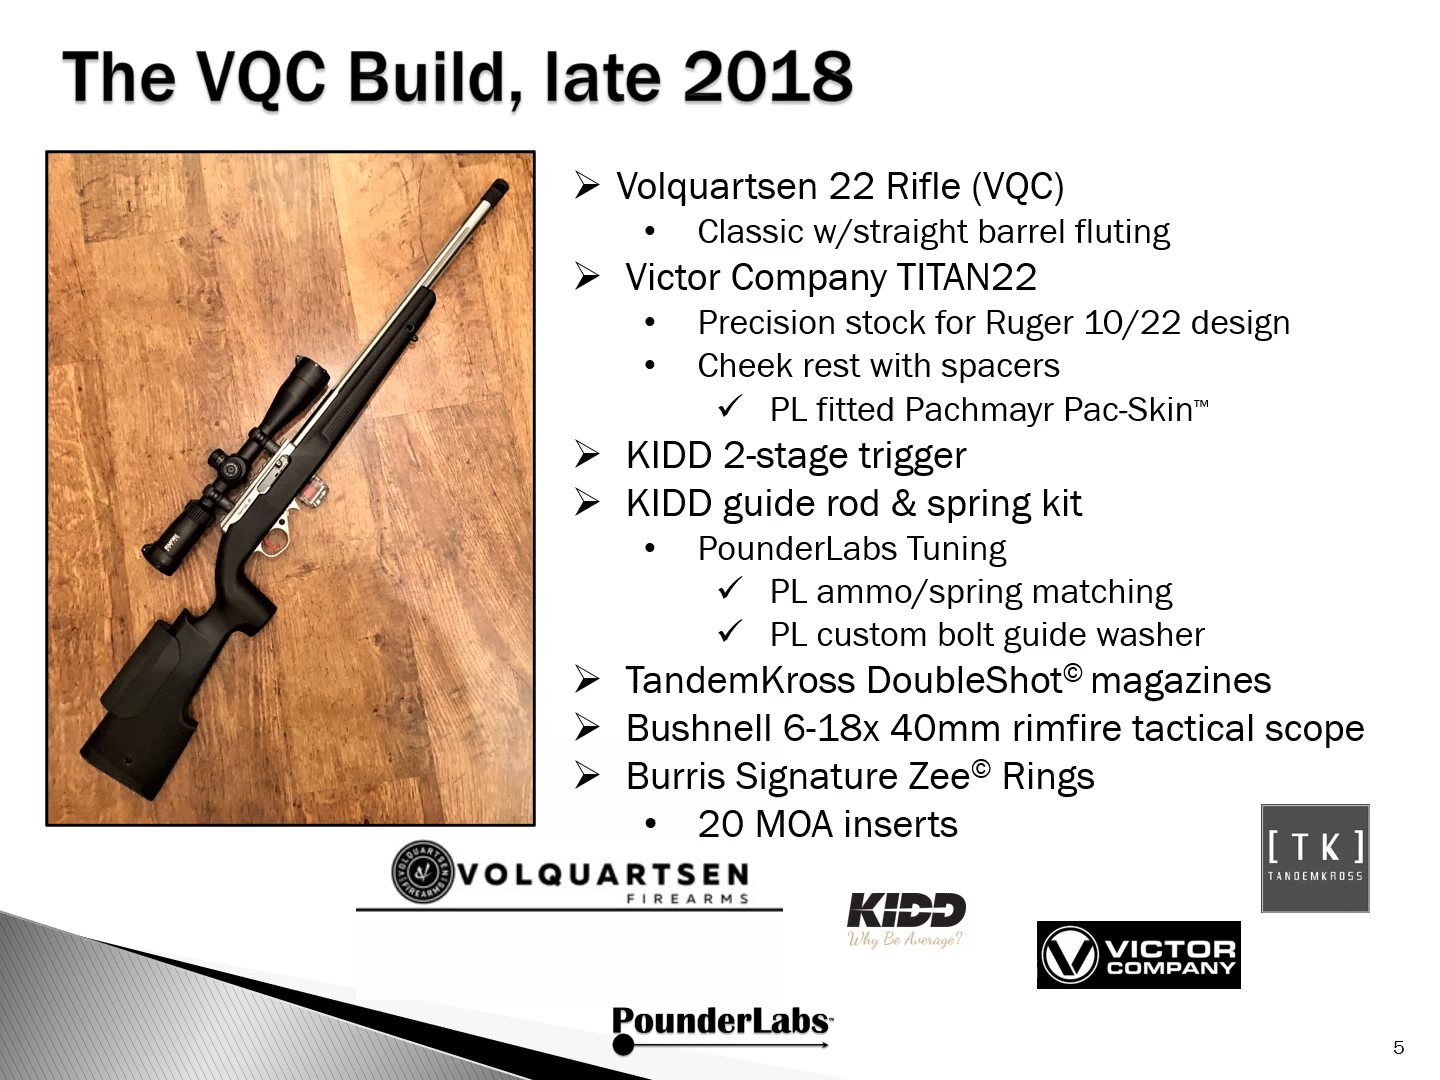 The VQC Build, late 2018
Volquartsen 22 Rifle (VQC)
Classic w/straight barrel fluting
Victor Company TITAN22
Precision stock for Ruger 10/22 design
Cheek rest with spacers
PL fitted Pachmayr Pac-Skin™
KIDD 2-stage trigger
KIDD guide rod & spring kit
PounderLabs Tuning
PL ammo/spring matching
PL custom bolt guide washer
TandemKross DoubleShot© magazines
Bushnell 6-18x 40mm rimfire tactical scope
Burris Signature Zee© Rings
20 MOA inserts
[TK]
TANDEMKROSS
VOLQUARTSEN FIREARMS
VOLQUARTSEN
FIREARMS
KIDD
Why Be Average?
VICTOR
COMPANY
PounderLabs™
5